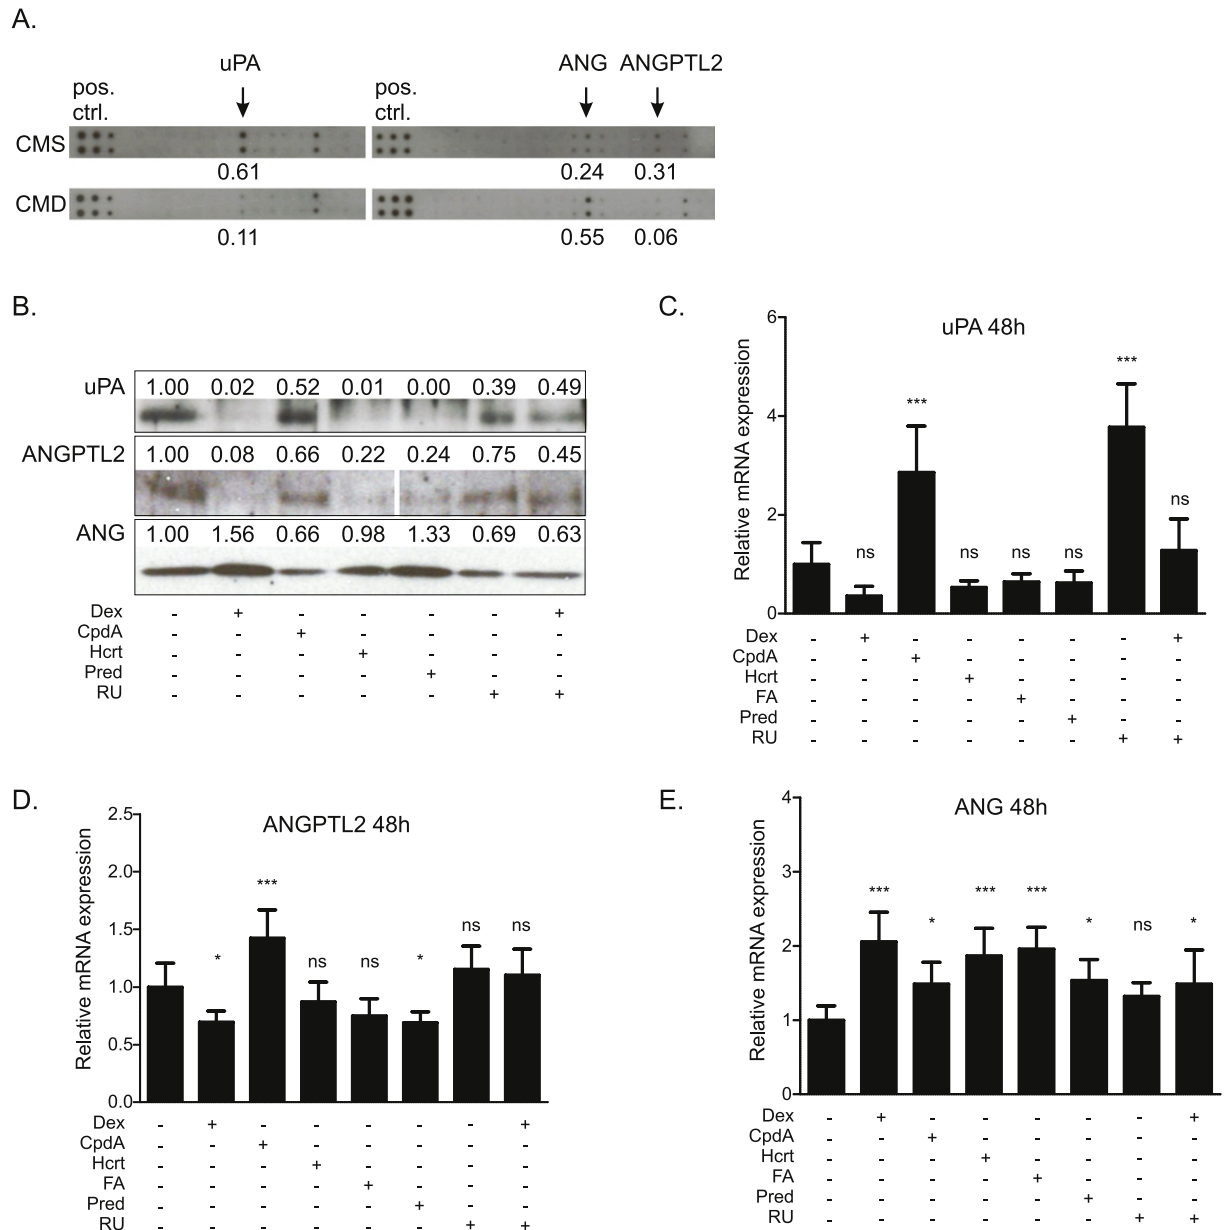 A.
uPA ANG ANGPTL2
pos. pos.
ctrl. ctrl.
CMS
0.61 0.24 0.31
CMD
0.11 0.55 0.06
B.
uPA 1.00 0.02 0.52 0.01 0.00 0.39 0.49
ANGPTL2 1.00 0.08 0.66 0.22 0.24 0.75 0.45
ANG 1.00 1.56 0.66 0.98 1.33 0.69 0.63
Dex - + - - - - +
CpdA - - + - - - -
Hcrt - - - + - - -
Pred - - - - + - -
RU - - - - - + +
C.
uPA 48h
Relative mRNA expression
6
4
2
0
ns *** ns ns ns *** ns
Dex - + - - - - - +
CpdA - - + - - - - -
Hcrt - - - + - - - -
FA - - - - + - - -
Pred - - - - - + - -
RU - - - - - - + +
D.
ANGPTL2 48h
Relative mRNA expression
2.5
2.0
1.5
1.0
0.5
0.0
* *** ns ns * ns ns
Dex - + - - - - - +
CpdA - - + - - - - -
Hcrt - - - + - - - -
FA - - - - + - - -
Pred - - - - - + - -
RU - - - - - - + +
E.
ANG 48h
Relative mRNA expression
4
3
2
1
0
*** * *** *** * ns *
Dex - + - - - - - +
CpdA - - + - - - - -
Hcrt - - - + - - - -
FA - - - - + - - -
Pred - - - - - + - -
RU - - - - - - + +